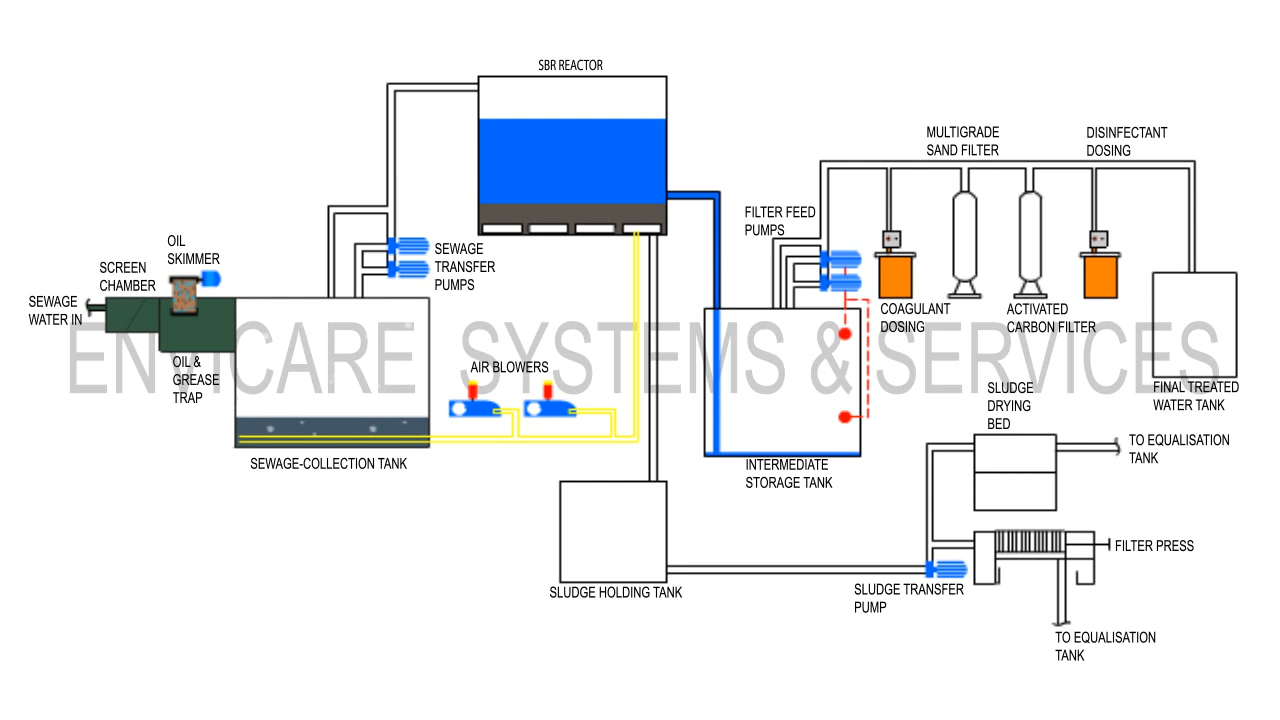 SBR REACTOR
MULTIGRADE
SAND FILTER
DISINFECTANT
DOSING
FILTER FEED
PUMPS
OIL
SKIMMER
SEWAGE
TRANSFER
PUMPS
SCREEN
CHAMBER
SEWAGE
WATER IN
COAGULANT
DOSING
ACTIVATED
CARBON FILTER
ENVICARE SYSTEMS & SERVICES
OIL &
GREASE
TRAP
AIR BLOWERS
FINAL TREATED
WATER TANK
SLUDGE
DRYING
BED
TO EQUALISATION
TANK
SEWAGE-COLLECTION TANK
INTERMEDIATE
STORAGE TANK
FILTER PRESS
SLUDGE HOLDING TANK
SLUDGE TRANSFER
PUMP
TO EQUALISATION
TANK